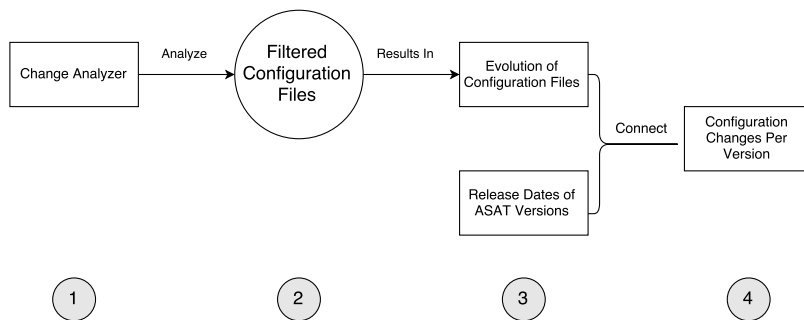 Change Analyzer
Analyze
Filtered
Configuration
Files
Results In
Evolution of
Configuration Files
Release Dates of
ASAT Versions
Connect
Configuration
Changes Per
Version
1
2
3
4